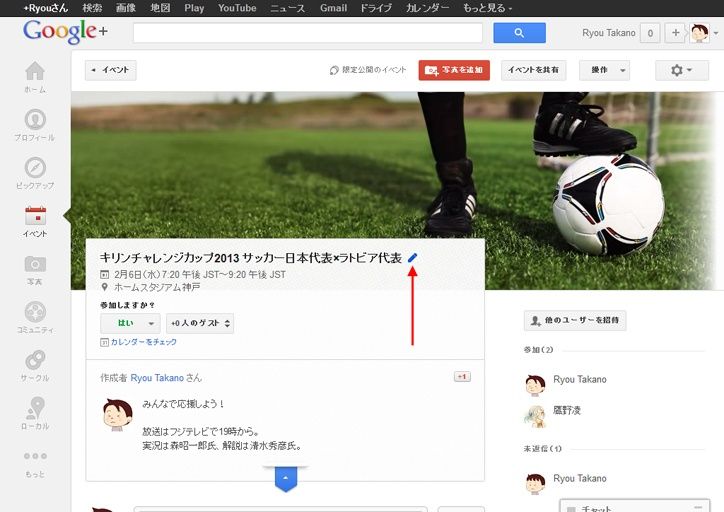 +Ryouさん 検索 画像 地図 Play YouTube ニュース Gmail ドライブ カレンダー もっと見る
Google+
Ryou Takano 0 +
イベント
限定公開のイベント
写真を追加
イベントを共有
操作
ホーム
プロフィール
ピックアップ
イベント
写真
コミュニティ
サークル
ローカル
もっと
キリンチャレンジカップ2013 サッカー日本代表×ラトビア代表
2月6日(水) 7:20 午後 JST～9:20 午後 JST
ホームスタジアム神戸
参加しますか?
はい
+0 人のゲスト
31 カレンダーをチェック
作成者 Ryou Takano さん
+1
みんなで応援しよう！
放送はフジテレビで19時から。
実況は森昭一郎氏、解説は清水秀彦氏。
他のユーザーを招待
参加(2)
Ryou Takano
鷹野凌
未返信(1)
Ryou Takano
チャット